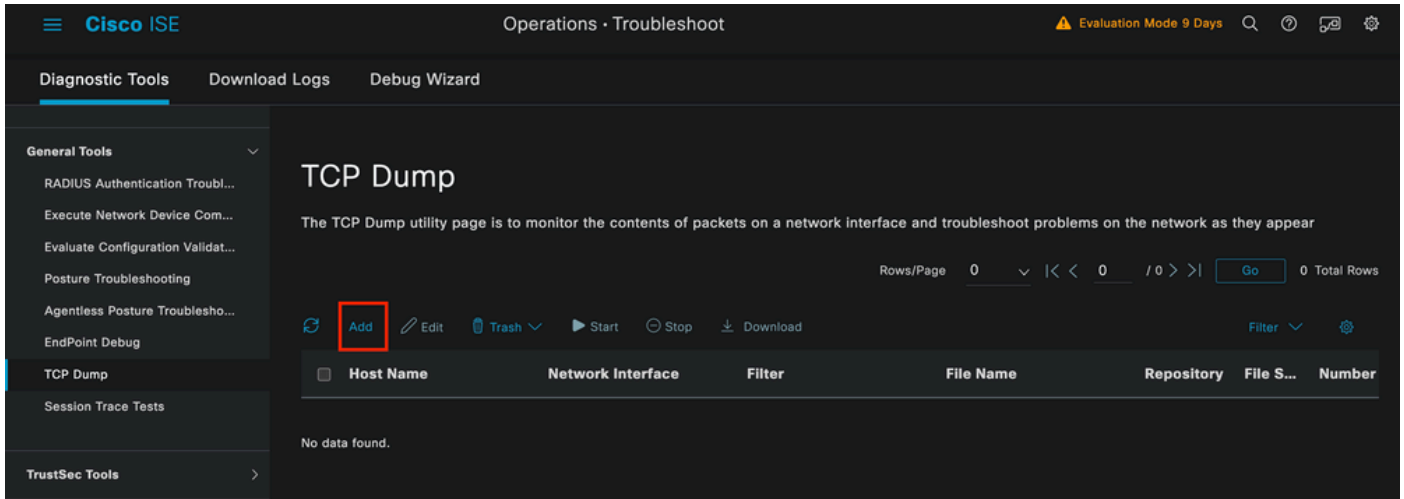 Cisco ISE
Operations · Troubleshoot
Evaluation Mode 9 Days
Diagnostic Tools
Download Logs
Debug Wizard
General Tools
RADIUS Authentication Troubl...
Execute Network Device Com...
Evaluate Configuration Validat...
Posture Troubleshooting
Agentless Posture Troublesho...
EndPoint Debug
TCP Dump
Session Trace Tests
TrustSec Tools
TCP Dump
The TCP Dump utility page is to monitor the contents of packets on a network interface and troubleshoot problems on the network as they appear
Rows/Page 0 |< < 0 / 0 > >| Go 0 Total Rows
Add Edit Trash Start Stop Download Filter
Host Name Network Interface Filter File Name Repository File S... Number
No data found.